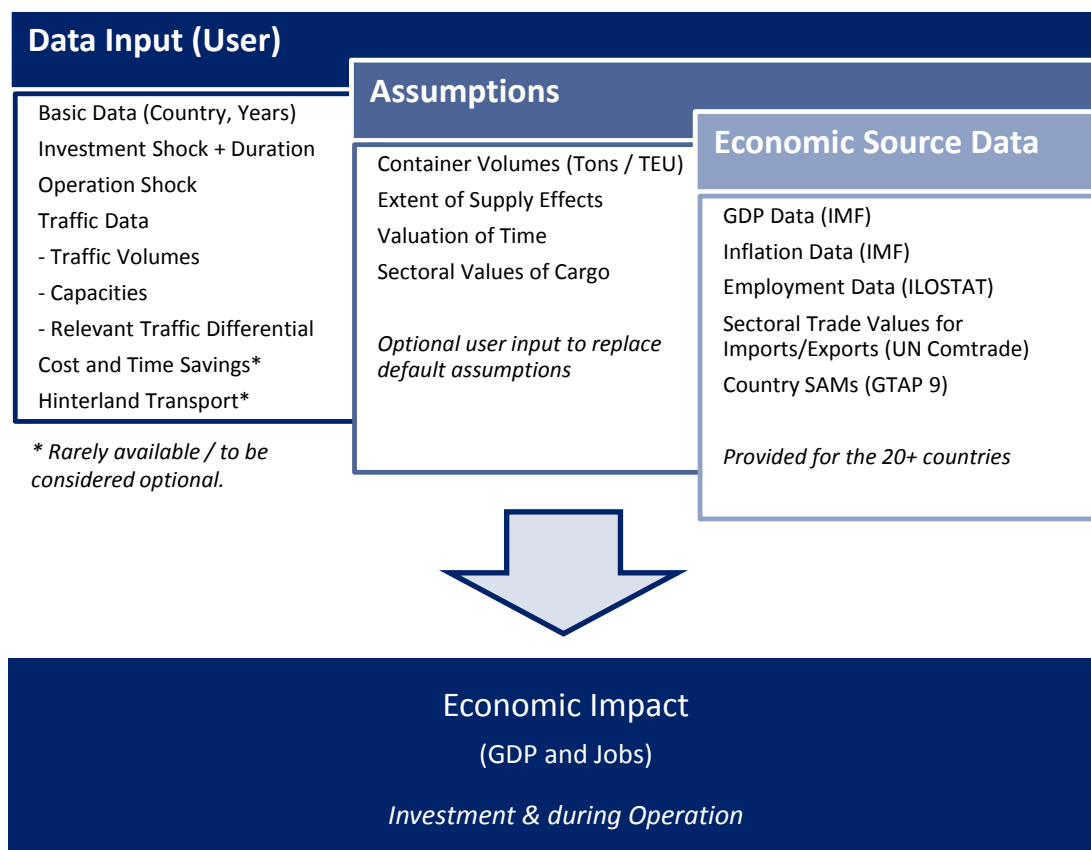 Data Input (User)
Basic Data (Country, Years)
Investment Shock + Duration
Operation Shock
Traffic Data
- Traffic Volumes
- Capacities
- Relevant Traffic Differential
Cost and Time Savings*
Hinterland Transport*
* Rarely available / to be
considered optional.
Assumptions
Container Volumes (Tons / TEU)
Extent of Supply Effects
Valuation of Time
Sectoral Values of Cargo
Optional user input to replace
default assumptions
Economic Source Data
GDP Data (IMF)
Inflation Data (IMF)
Employment Data (ILOSTAT)
Sectoral Trade Values for
Imports/Exports (UN Comtrade)
Country SAMs (GTAP 9)
Provided for the 20+ countries
Economic Impact
(GDP and Jobs)
Investment & during Operation